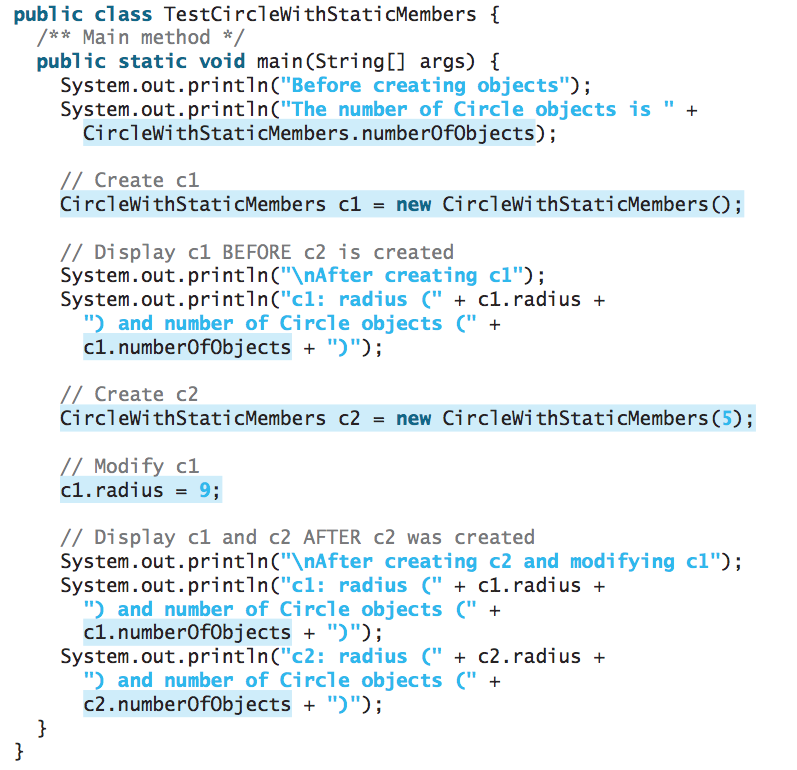 public class TestCircleWithStaticMembers {
  /** Main method */
  public static void main(String[] args) {
    System.out.println("Before creating objects");
    System.out.println("The number of Circle objects is " +
      CircleWithStaticMembers.numberOfObjects);

    // Create c1
    CircleWithStaticMembers c1 = new CircleWithStaticMembers();

    // Display c1 BEFORE c2 is created
    System.out.println("\nAfter creating c1");
    System.out.println("c1: radius (" + c1.radius +
      ") and number of Circle objects (" +
      c1.numberOfObjects + ")");

    // Create c2
    CircleWithStaticMembers c2 = new CircleWithStaticMembers(5);

    // Modify c1
    c1.radius = 9;

    // Display c1 and c2 AFTER c2 was created
    System.out.println("\nAfter creating c2 and modifying c1");
    System.out.println("c1: radius (" + c1.radius +
      ") and number of Circle objects (" +
      c1.numberOfObjects + ")");
    System.out.println("c2: radius (" + c2.radius +
      ") and number of Circle objects (" +
      c2.numberOfObjects + ")");
  }
}